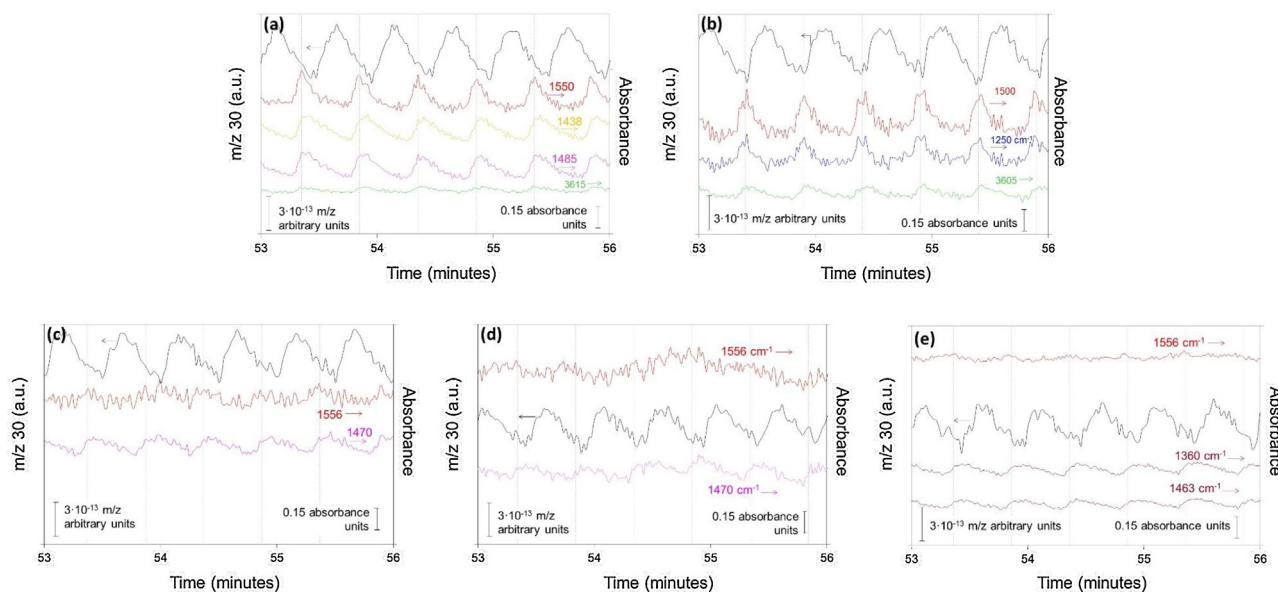 (a)
m/z 30 (a.u.)
Absorbance
1550
1438
1485
3615
3·10⁻¹³ m/z
arbitrary units
0.15 absorbance
units
53 54 55 56
Time (minutes)
(b)
m/z 30 (a.u.)
Absorbance
1500
1250 cm⁻¹
3605
3·10⁻¹³ m/z arbitrary units
0.15 absorbance units
53 54 55 56
Time (minutes)
(c)
m/z 30 (a.u.)
Absorbance
1556
1470
3·10⁻¹³ m/z
arbitrary units
0.15 absorbance
units
53 54 55 56
Time (minutes)
(d)
m/z 30 (a.u.)
Absorbance
1556 cm⁻¹
1470 cm⁻¹
3·10⁻¹³ m/z
arbitrary units
0.15 absorbance
units
53 54 55 56
Time (minutes)
(e)
m/z 30 (a.u.)
Absorbance
1556 cm⁻¹
1360 cm⁻¹
1463 cm⁻¹
3·10⁻¹³ m/z arbitrary units
0.15 absorbance units
53 54 55 56
Time (minutes)